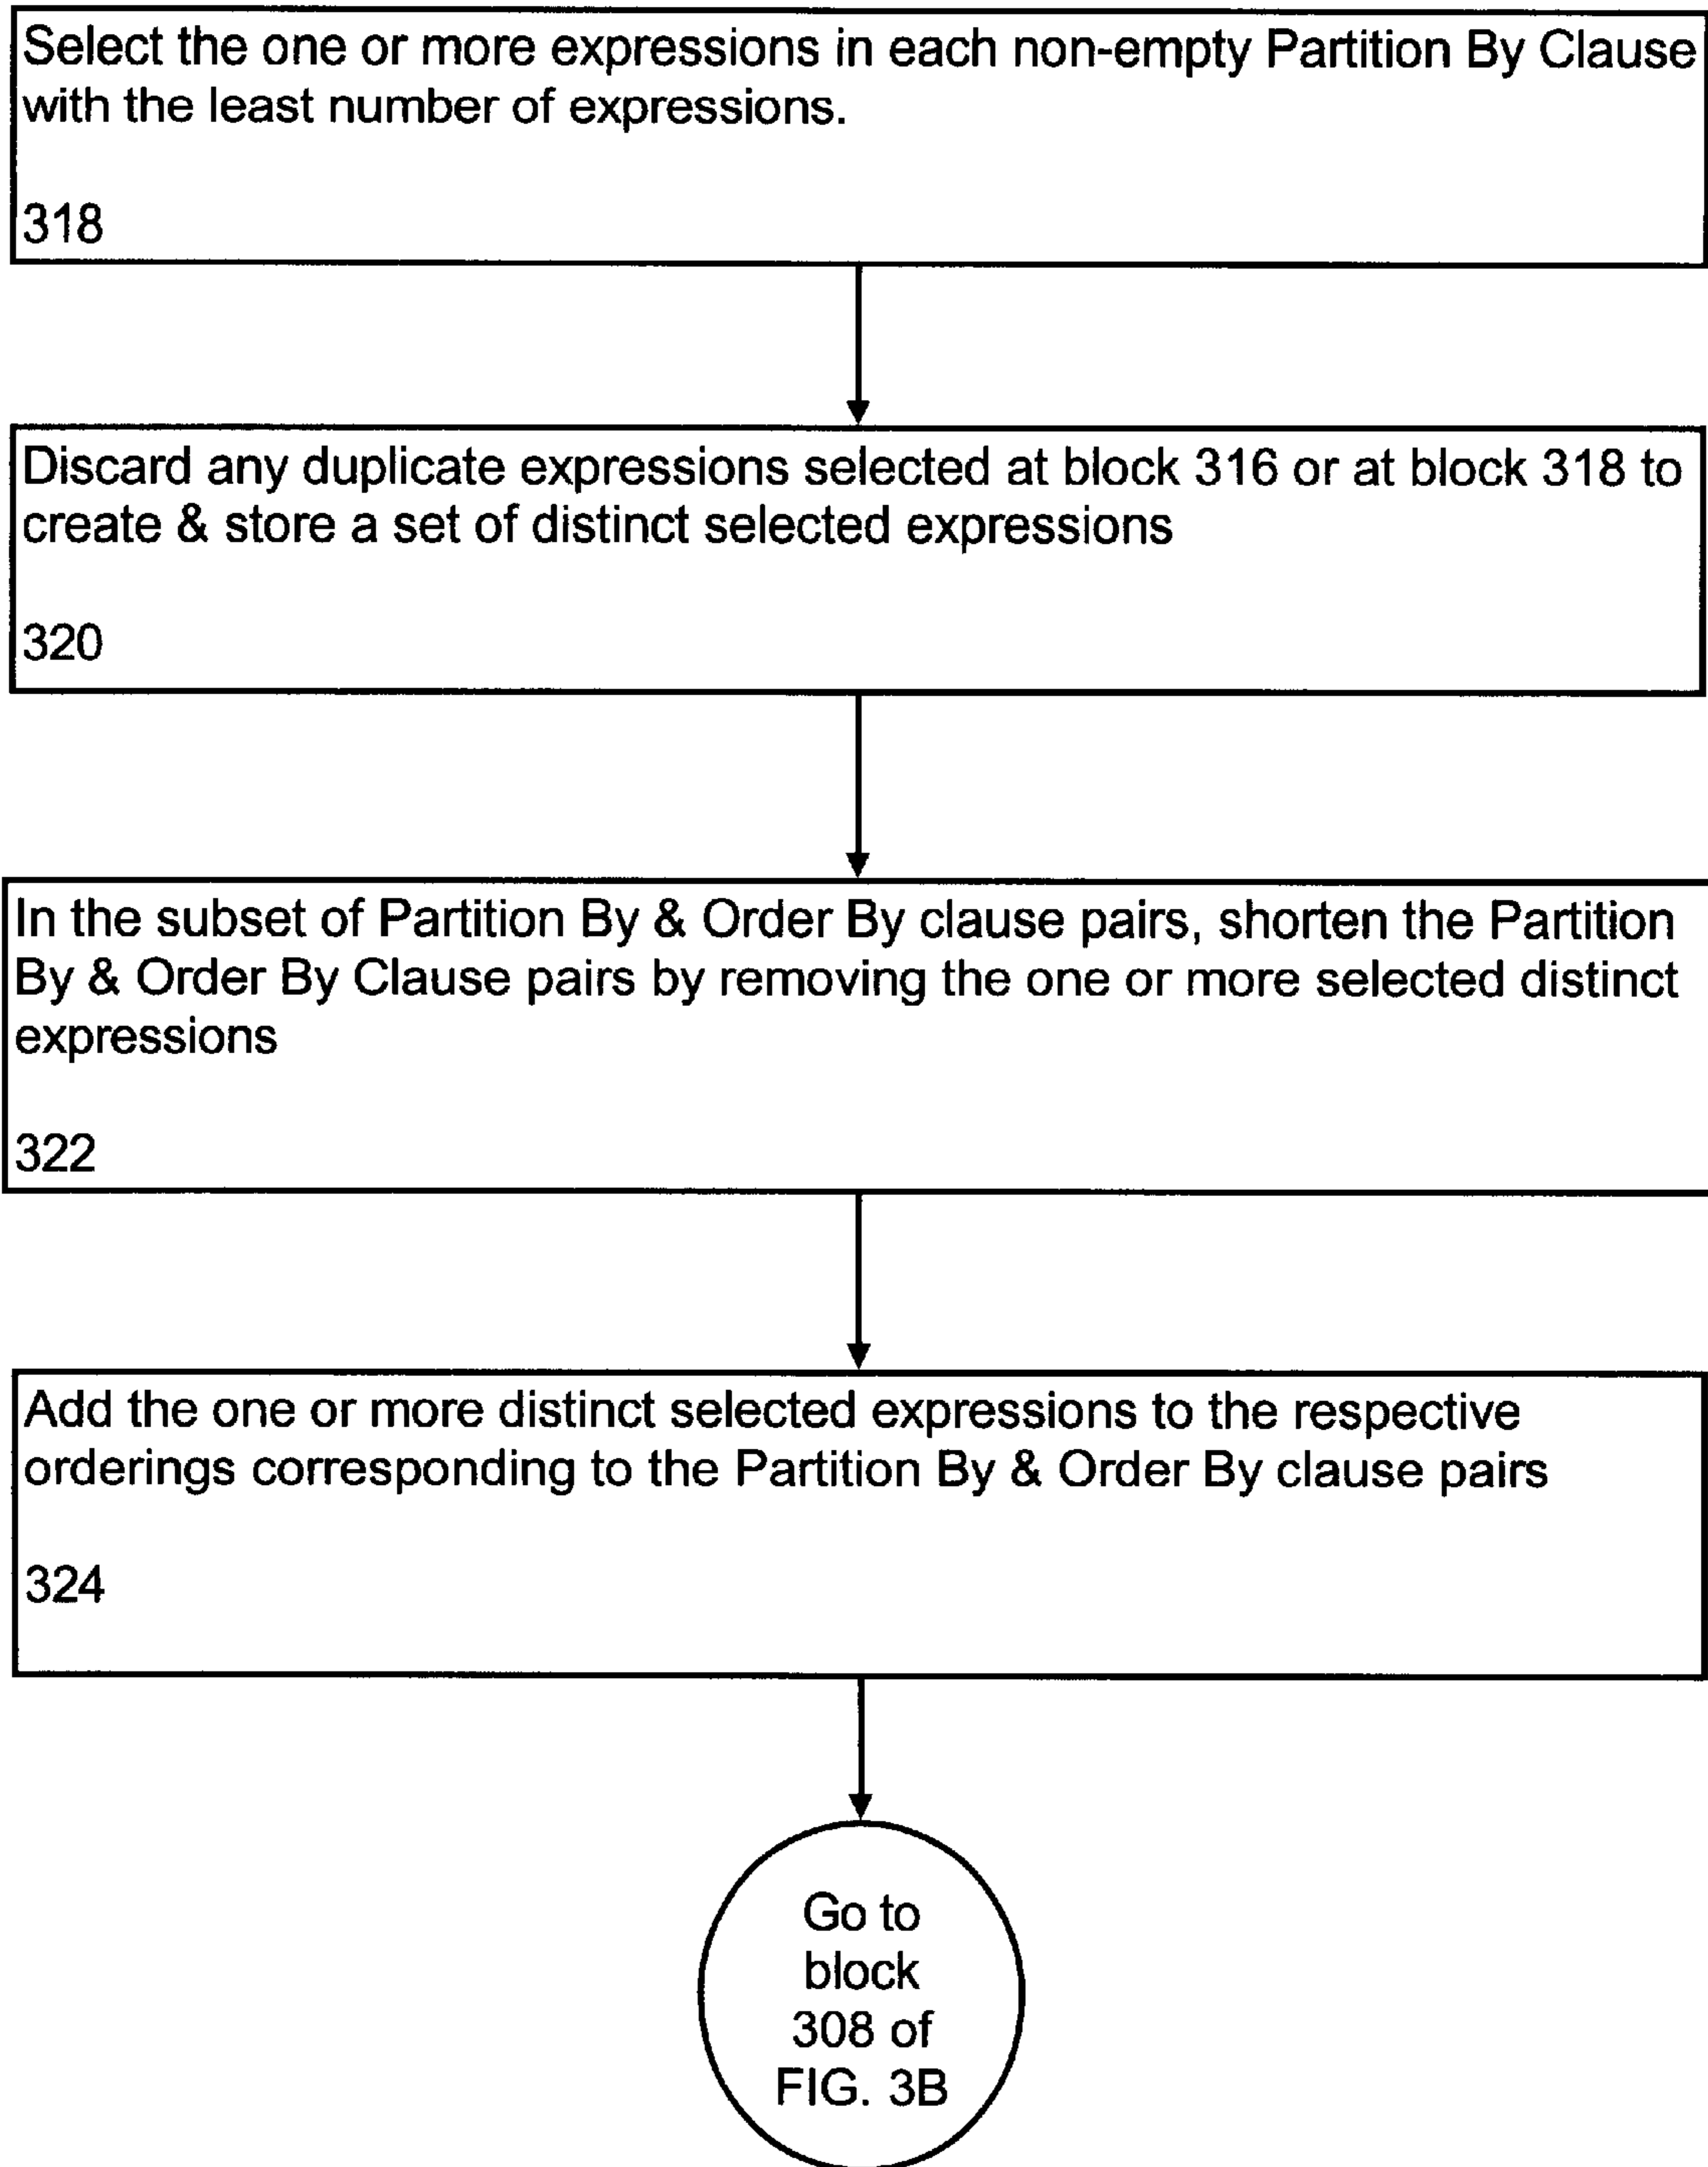 Select the one or more expressions in each non-empty Partition By Clause
with the least number of expressions.
318
Discard any duplicate expressions selected at block 316 or at block 318 to
create & store a set of distinct selected expressions
320
In the subset of Partition By & Order By clause pairs, shorten the Partition
By & Order By Clause pairs by removing the one or more selected distinct
expressions
322
Add the one or more distinct selected expressions to the respective
orderings corresponding to the Partition By & Order By clause pairs
324
Go to
block
308 of
FIG. 3B